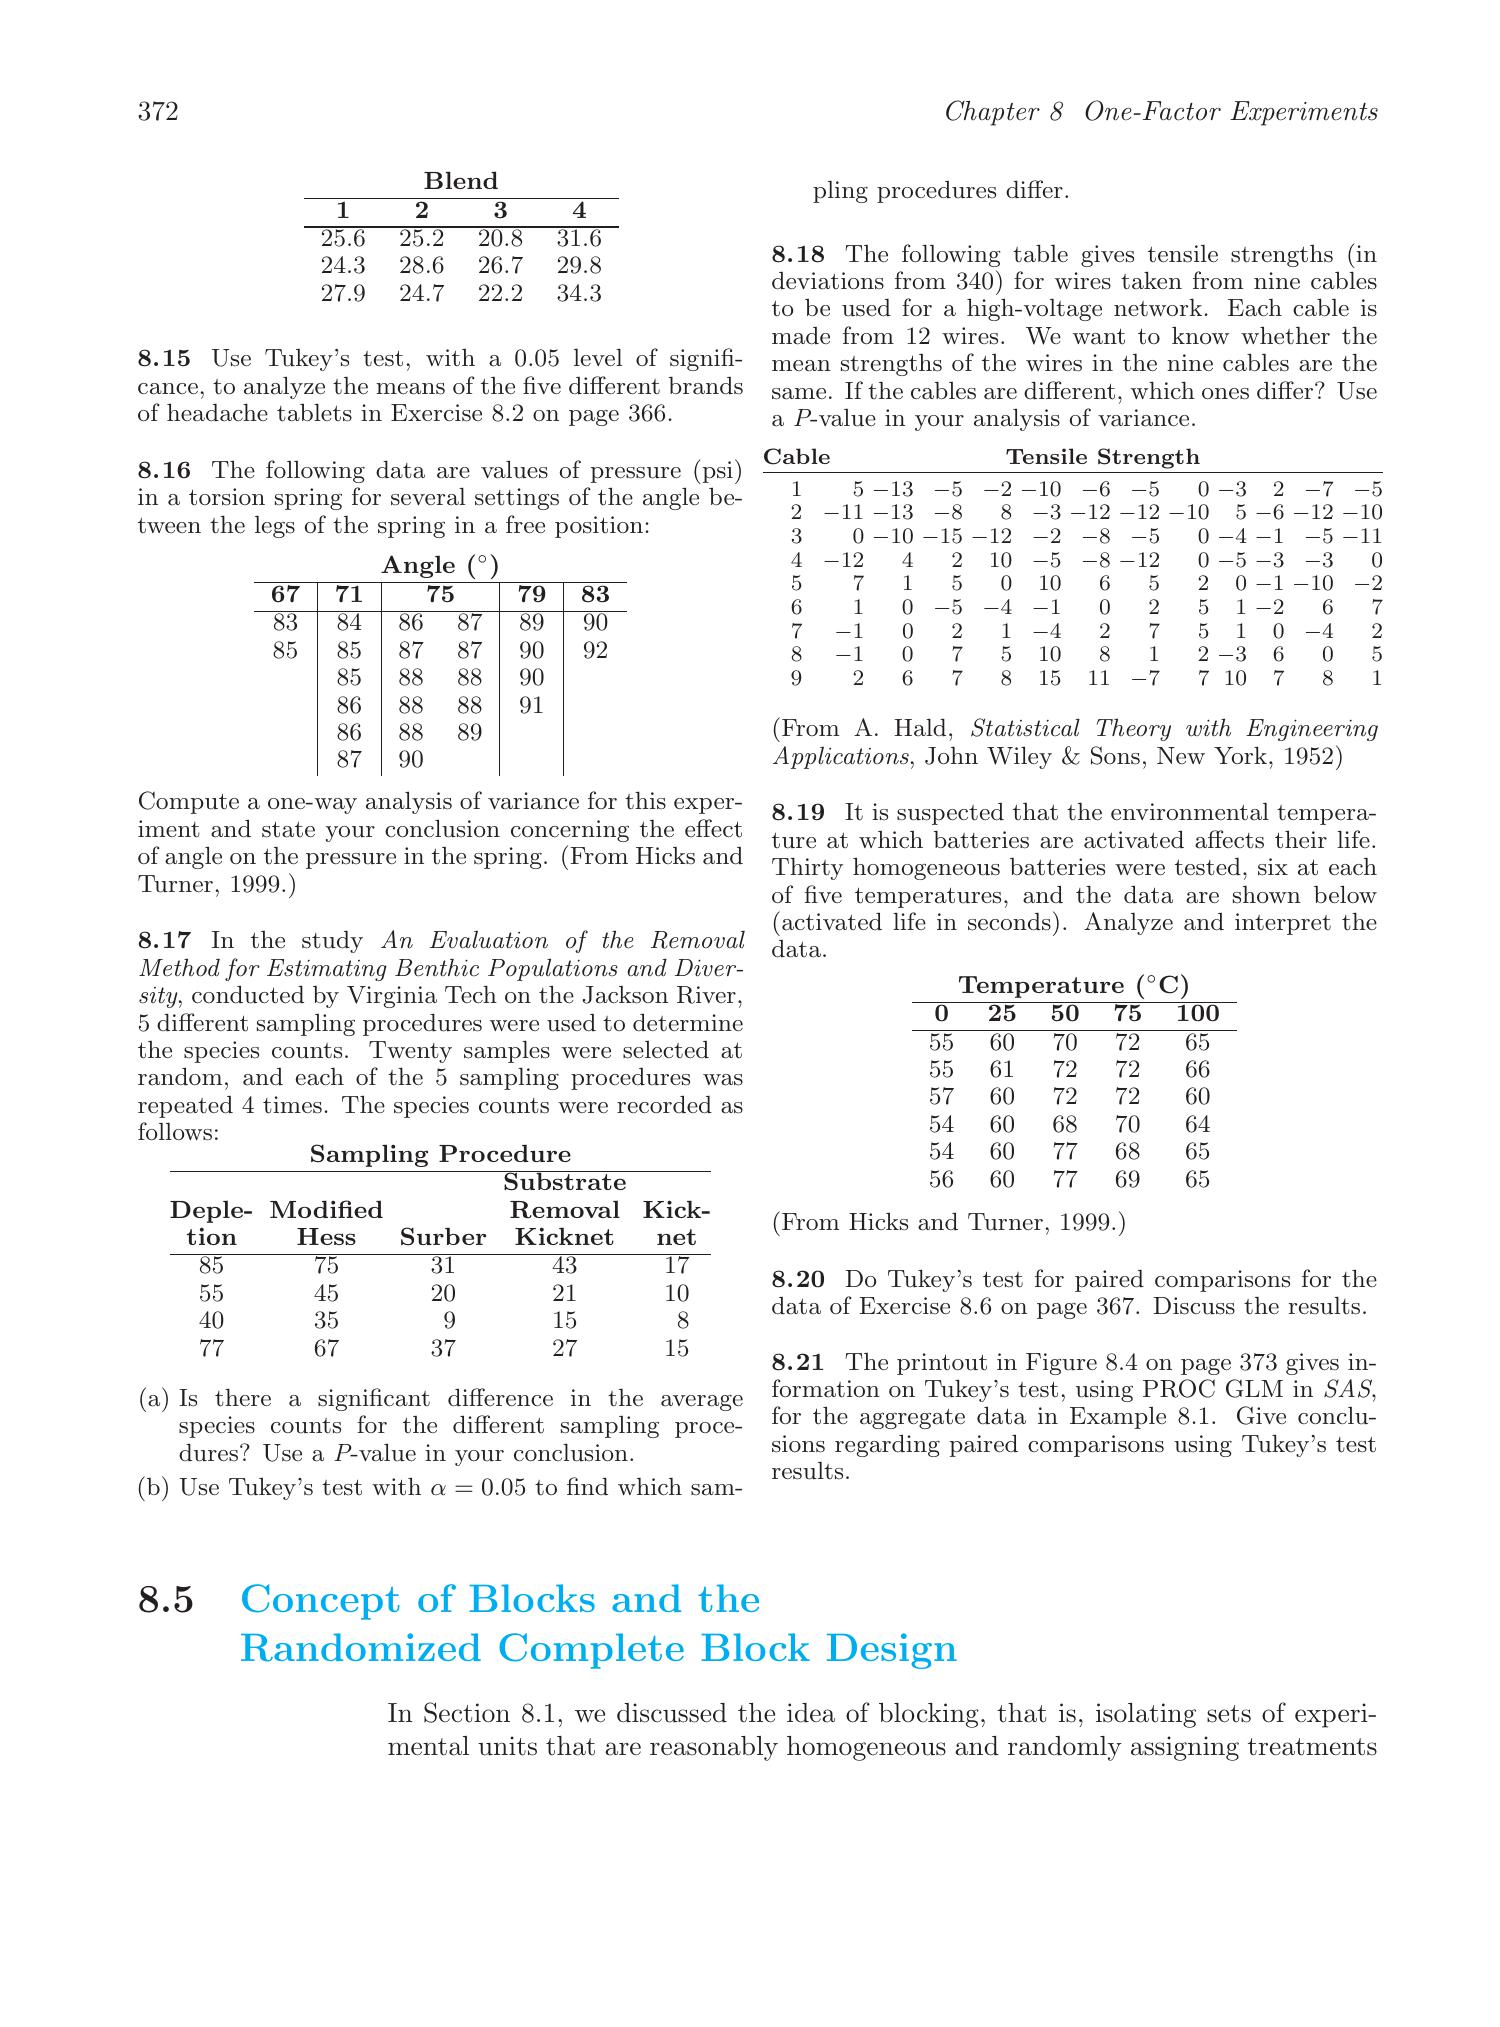 372
Chapter 8 One-Factor Experiments
Blend
1 2 3 4
25.6 25.2 20.8 31.6
24.3 28.6 26.7 29.8
27.9 24.7 22.2 34.3
8.15 Use Tukey's test, with a 0.05 level of signifi-
cance, to analyze the means of the five different brands
of headache tablets in Exercise 8.2 on page 366.
8.16 The following data are values of pressure (psi)
in a torsion spring for several settings of the angle be-
tween the legs of the spring in a free position:
Angle (°)
67 71 75 79 83
83 84 86 87 89 90
85 85 87 87 90 92
85 88 88 90
86 88 88 91
86 88 89
87 90
Compute a one-way analysis of variance for this exper-
iment and state your conclusion concerning the effect
of angle on the pressure in the spring. (From Hicks and
Turner, 1999.)
8.17 In the study An Evaluation of the Removal
Method for Estimating Benthic Populations and Diver-
sity, conducted by Virginia Tech on the Jackson River,
5 different sampling procedures were used to determine
the species counts. Twenty samples were selected at
random, and each of the 5 sampling procedures was
repeated 4 times. The species counts were recorded as
follows:
Sampling Procedure
Substrate
Deple- Modified Removal Kick-
tion Hess Surber Kicknet net
85 75 31 43 17
55 45 20 21 10
40 35 9 15 8
77 67 37 27 15
(a) Is there a significant difference in the average
species counts for the different sampling proce-
dures? Use a P-value in your conclusion.
(b) Use Tukey's test with α = 0.05 to find which sam-
pling procedures differ.
8.18 The following table gives tensile strengths (in
deviations from 340) for wires taken from nine cables
to be used for a high-voltage network. Each cable is
made from 12 wires. We want to know whether the
mean strengths of the wires in the nine cables are the
same. If the cables are different, which ones differ? Use
a P-value in your analysis of variance.
Cable Tensile Strength
1 5 −13 −5 −2 −10 −6 −5 0 −3 2 −7 −5
2 −11 −13 −8 8 −3 −12 −12 −10 5 −6 −12 −10
3 0 −10 −15 −12 −2 −8 −5 0 −4 −1 −5 −11
4 −12 4 2 10 −5 −8 −12 0 −5 −3 −3 0
5 7 1 5 0 10 6 5 2 0 −1 −10 −2
6 1 0 −5 −4 −1 0 2 5 1 −2 6 7
7 −1 0 2 1 −4 2 7 5 1 0 −4 2
8 −1 0 7 5 10 8 1 2 −3 6 0 5
9 2 6 7 8 15 11 −7 7 10 7 8 1
(From A. Hald, Statistical Theory with Engineering
Applications, John Wiley & Sons, New York, 1952)
8.19 It is suspected that the environmental tempera-
ture at which batteries are activated affects their life.
Thirty homogeneous batteries were tested, six at each
of five temperatures, and the data are shown below
(activated life in seconds). Analyze and interpret the
data.
Temperature (°C)
0 25 50 75 100
55 60 70 72 65
55 61 72 72 66
57 60 72 72 60
54 60 68 70 64
54 60 77 68 65
56 60 77 69 65
(From Hicks and Turner, 1999.)
8.20 Do Tukey's test for paired comparisons for the
data of Exercise 8.6 on page 367. Discuss the results.
8.21 The printout in Figure 8.4 on page 373 gives in-
formation on Tukey's test, using PROC GLM in SAS,
for the aggregate data in Example 8.1. Give conclu-
sions regarding paired comparisons using Tukey's test
results.
8.5 Concept of Blocks and the
Randomized Complete Block Design
In Section 8.1, we discussed the idea of blocking, that is, isolating sets of experi-
mental units that are reasonably homogeneous and randomly assigning treatments